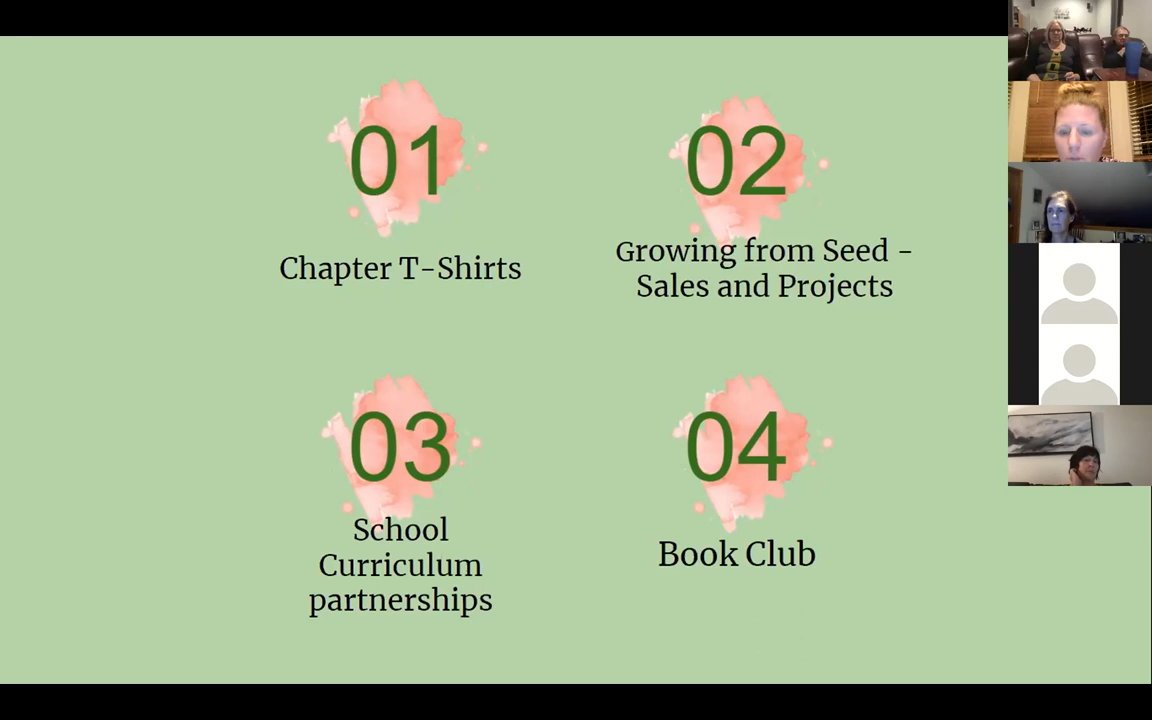 01
Chapter T-Shirts
02
Growing from Seed -
Sales and Projects
03
School
Curriculum
partnerships
04
Book Club